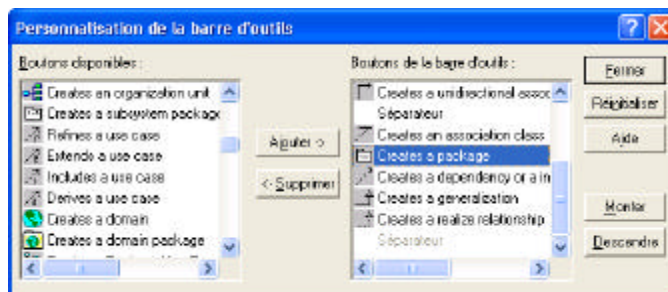 Personnalisation de la barre d'outils
Boutons disponibles :
Creates an organization unit
Creates a subsystem package
Refines a use case
Extends a use case
Includes a use case
Derives a use case
Creates a domain
Creates a domain package
Ajouter ->
<- Supprimer
Boutons de la barre d'outils :
Creates a unidirectional assoc
Séparateur
Creates an association class
Creates a package
Creates a dependency or a in
Creates a generalization
Creates a realize relationship
Séparateur
Fermer
Réinitialiser
Aide
Monter
Descendre